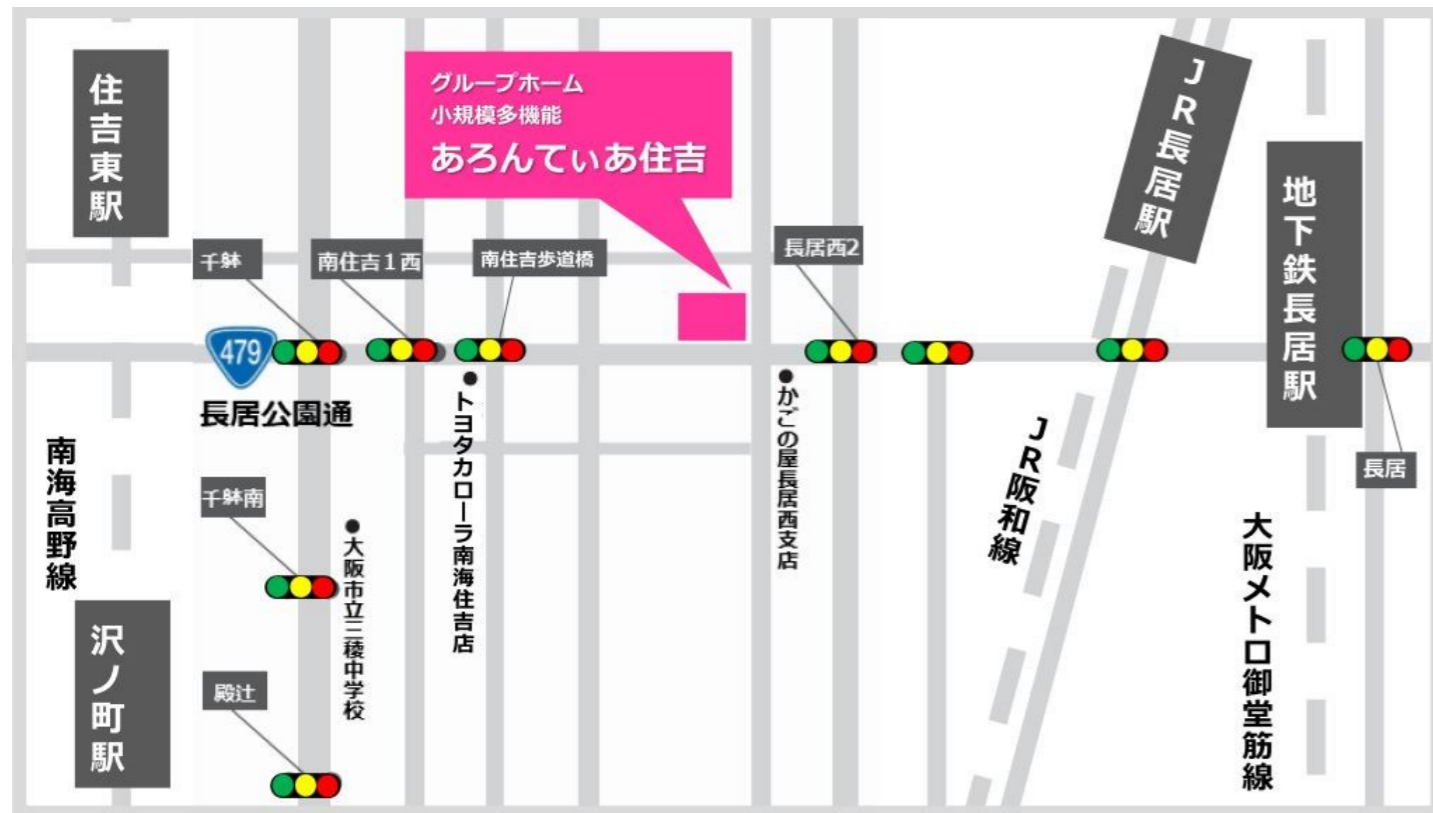 住吉東駅
グループホーム
小規模多機能
あろんてぃあ住吉
JR長居駅
地下鉄長居駅
千躰
南住吉1西
南住吉歩道橋
長居西2
479
長居公園通
トヨタカローラ南海住吉店
かごの屋長居西支店
JR阪和線
長居
南海高野線
千躰南
大阪市立三稜中学校
大阪メトロ御堂筋線
沢ノ町駅
殿辻